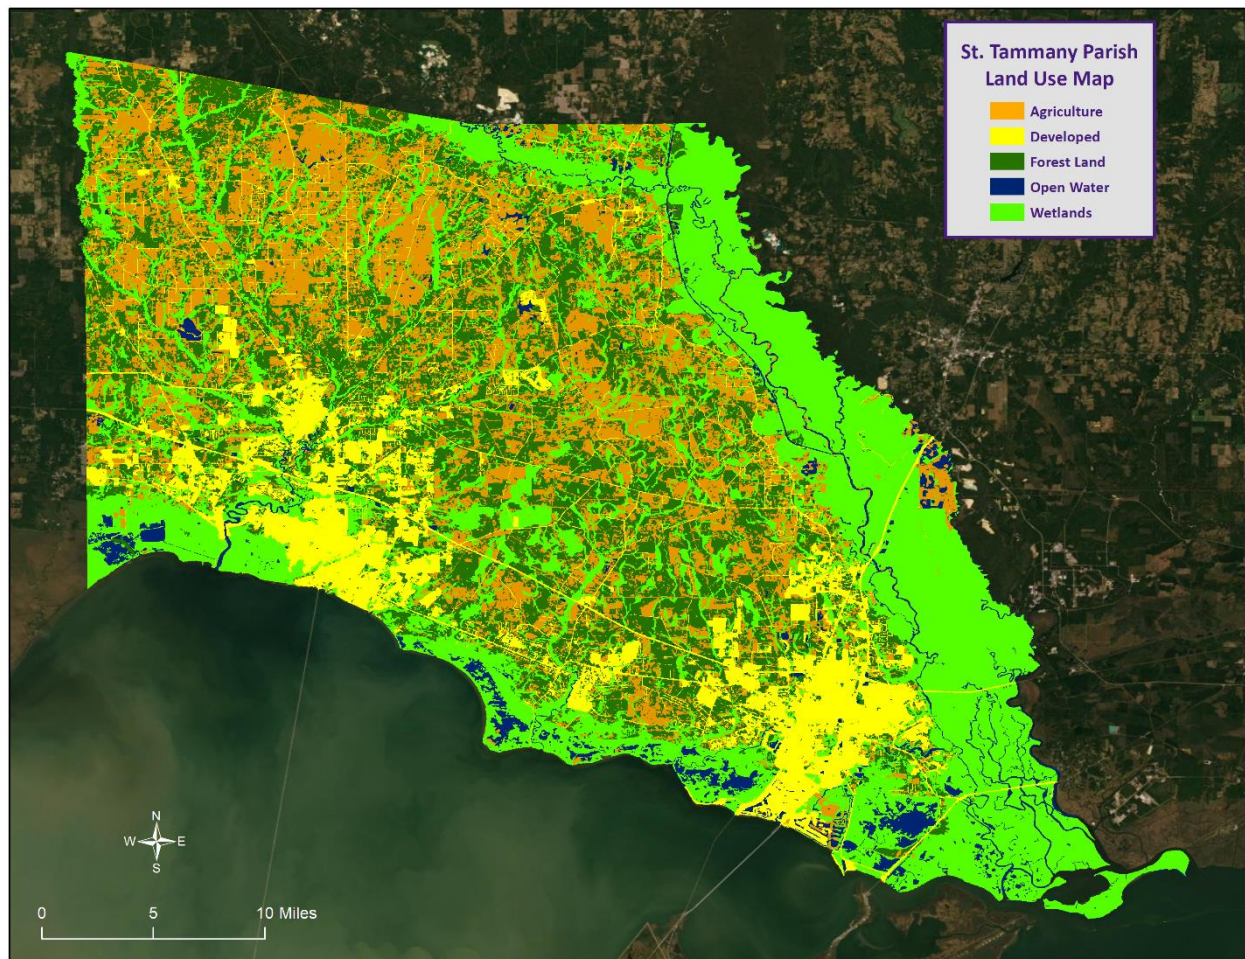 St. Tammany Parish
Land Use Map
Agriculture
Developed
Forest Land
Open Water
Wetlands
N
W E
S
0 5 10 Miles